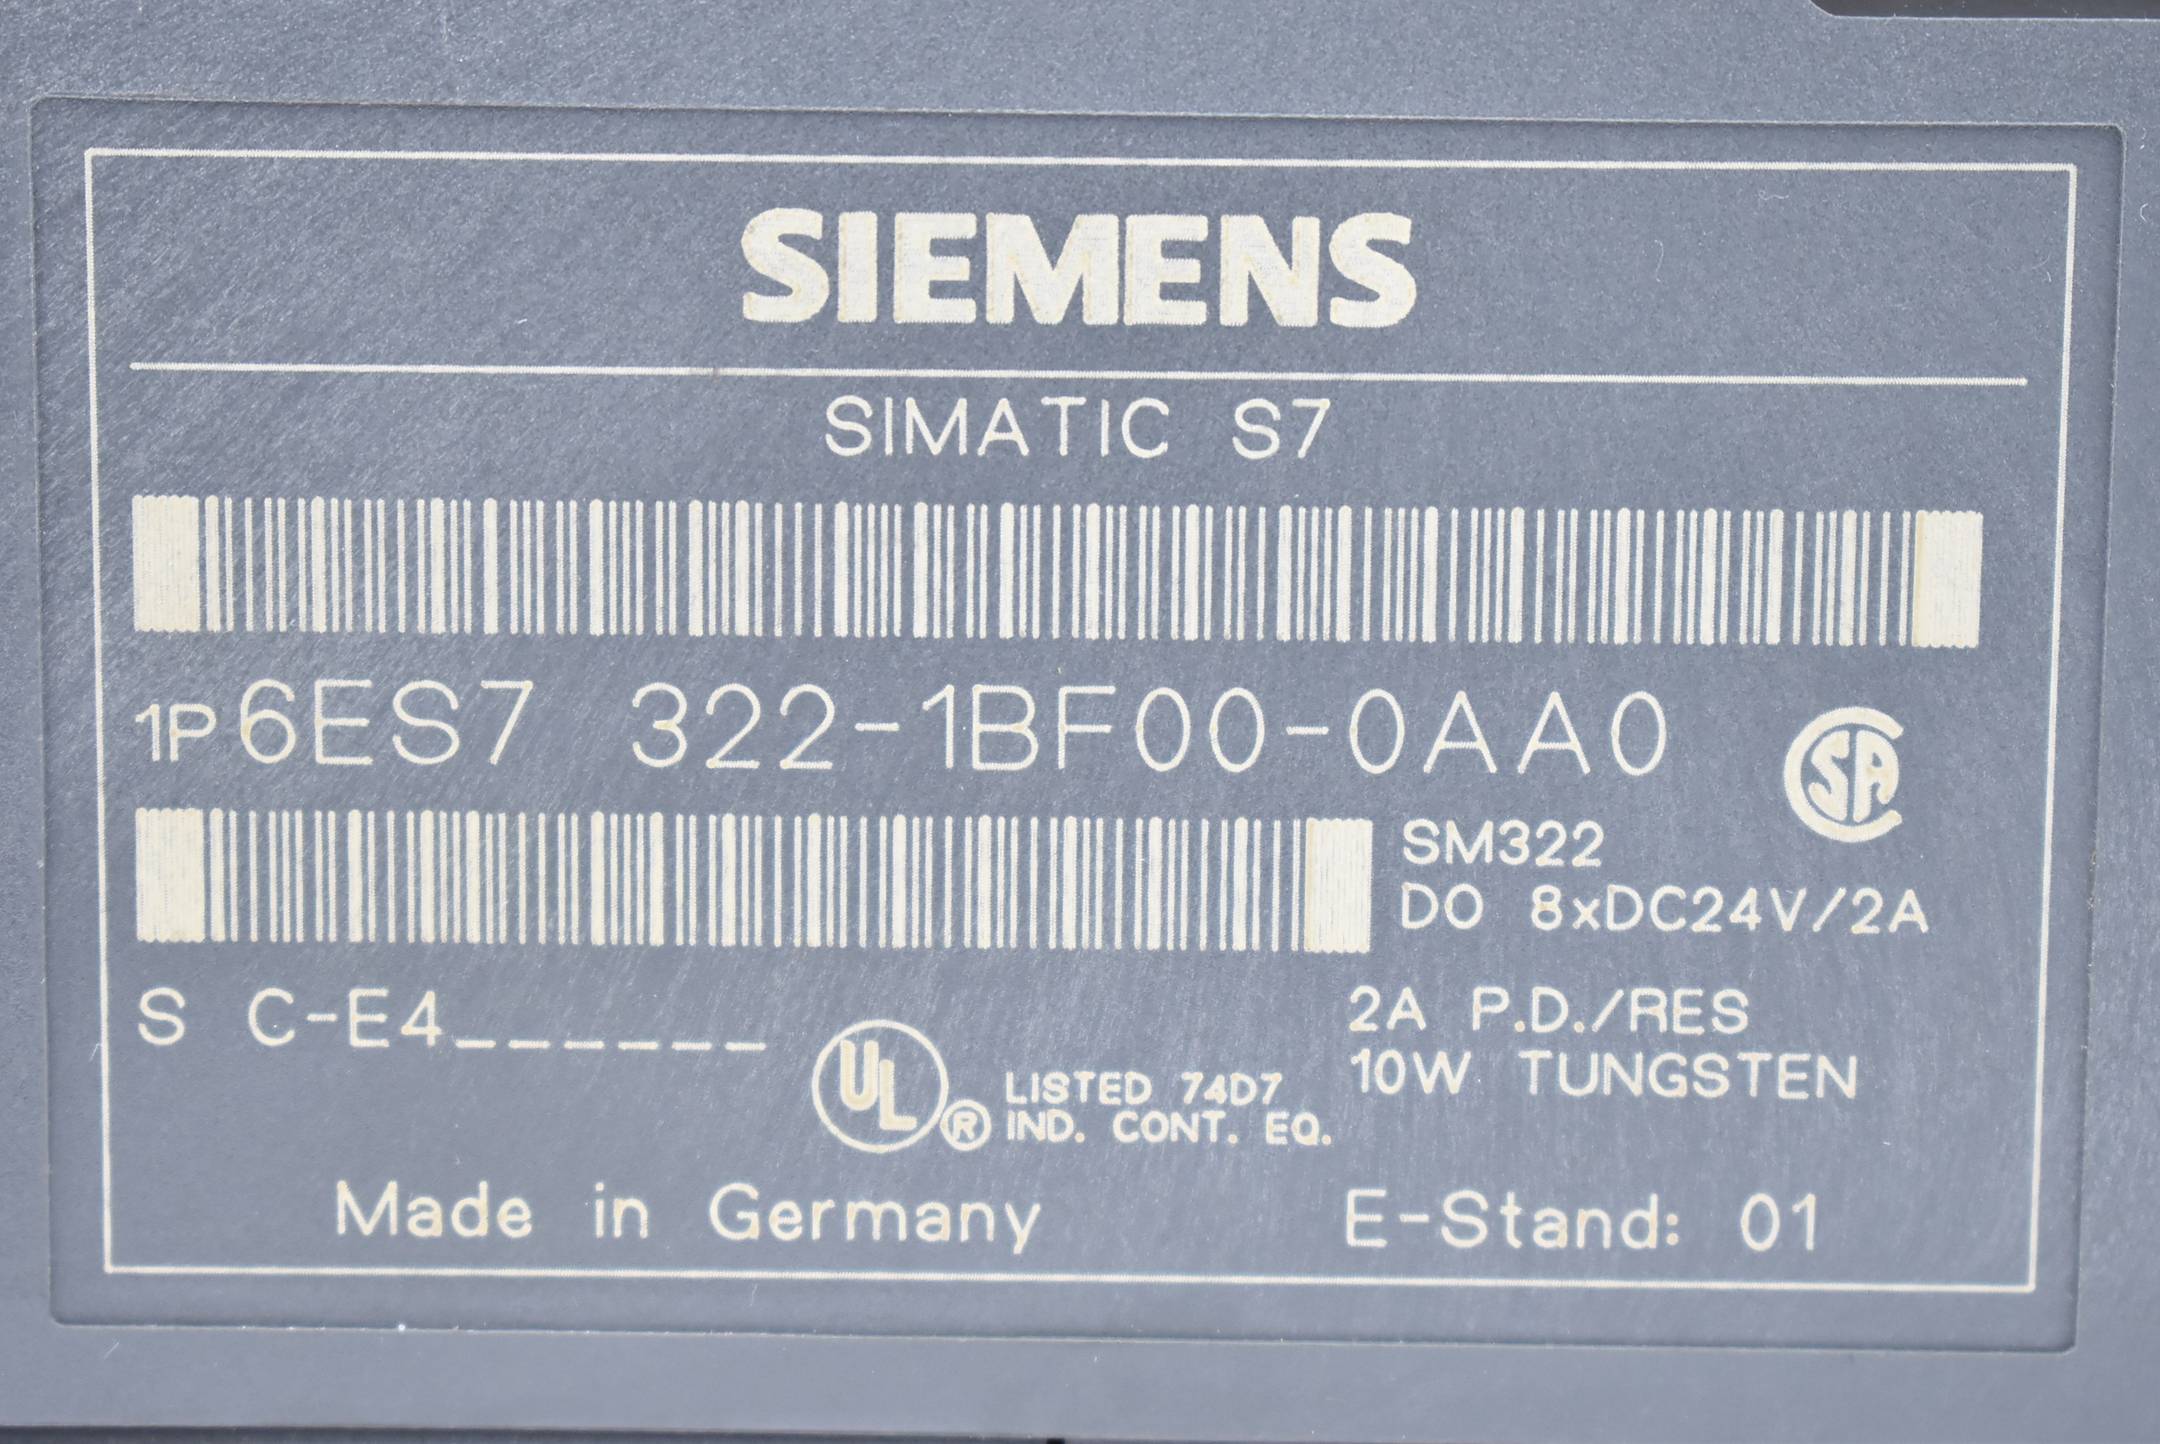 SIEMENS
SIMATIC S7
1P 6ES7 322-1BF00-0AA0
SA
SM322
DO 8xDC24V/2A
S C-E4______
2A P.D./RES
10W TUNGSTEN
UL ® LISTED 74D7
IND. CONT. EQ.
Made in Germany
E-Stand: 01